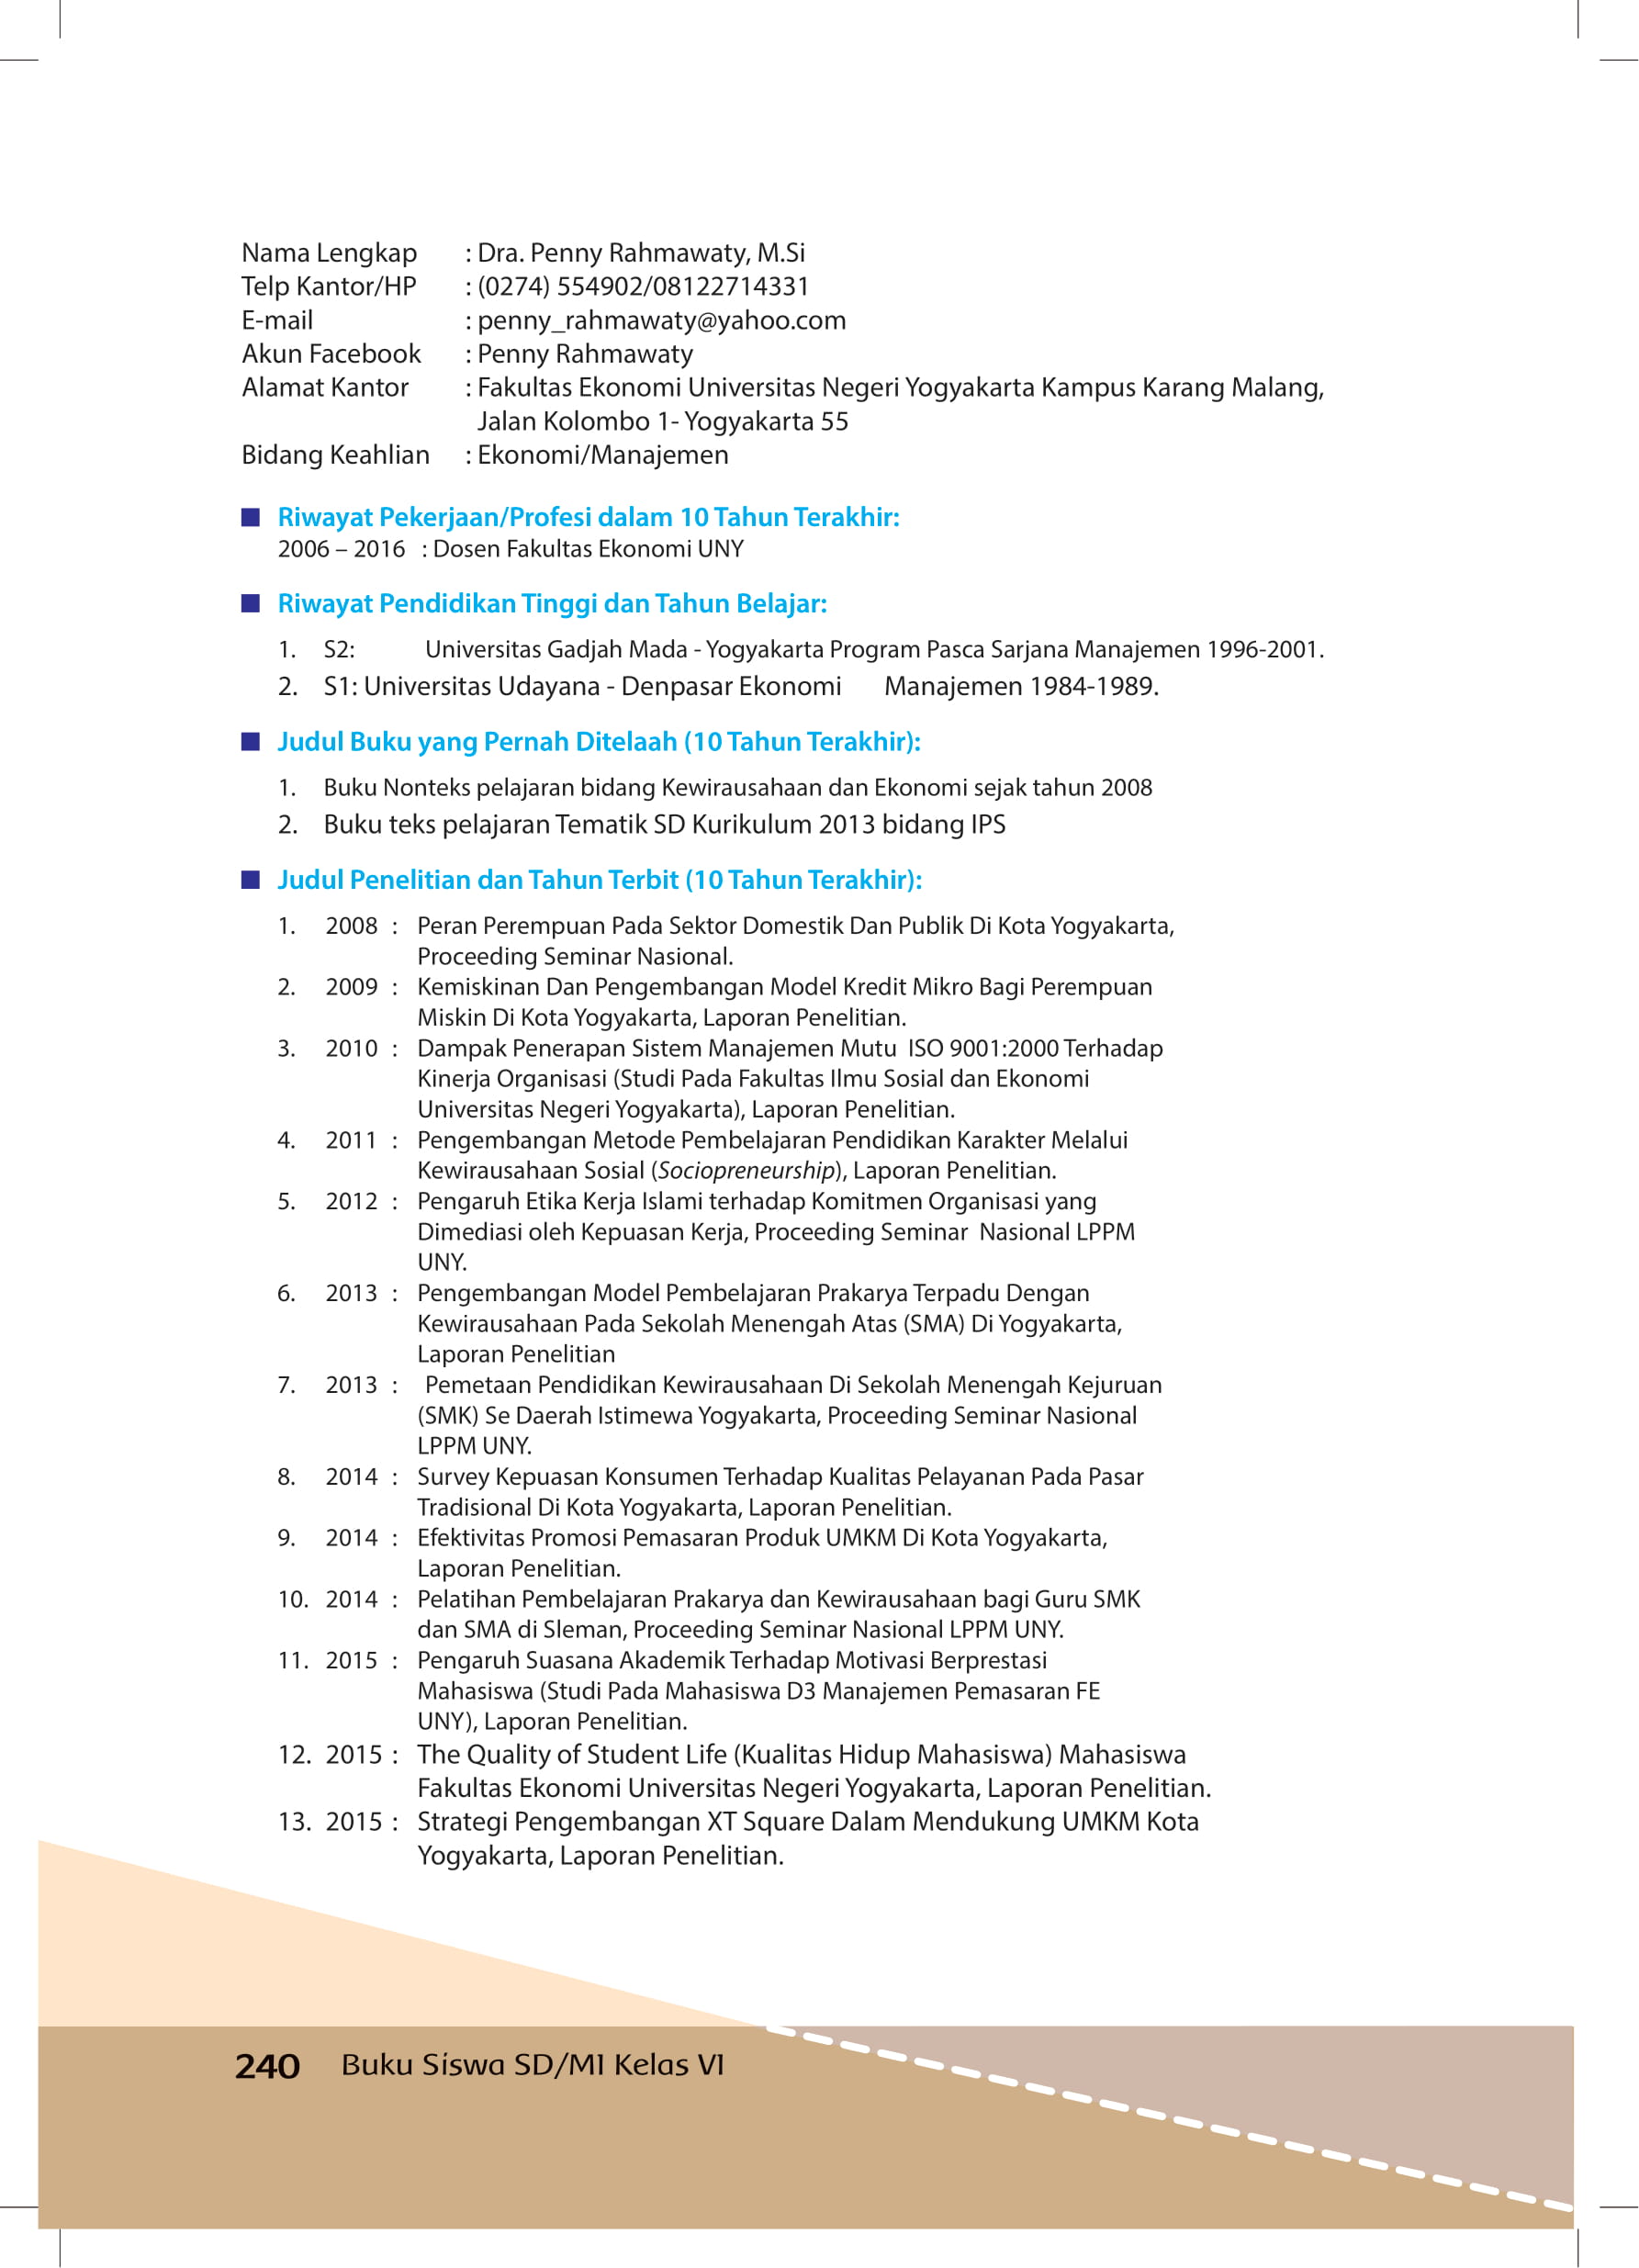 Nama Lengkap : Dra. Penny Rahmawaty, M.Si
Telp Kantor/HP : (0274) 554902/08122714331
E-mail : penny_rahmawaty@yahoo.com
Akun Facebook : Penny Rahmawaty
Alamat Kantor : Fakultas Ekonomi Universitas Negeri Yogyakarta Kampus Karang Malang,
Jalan Kolombo 1- Yogyakarta 55
Bidang Keahlian : Ekonomi/Manajemen
Riwayat Pekerjaan/Profesi dalam 10 Tahun Terakhir:
2006 – 2016 : Dosen Fakultas Ekonomi UNY
Riwayat Pendidikan Tinggi dan Tahun Belajar:
1. S2: Universitas Gadjah Mada - Yogyakarta Program Pasca Sarjana Manajemen 1996-2001.
2. S1: Universitas Udayana - Denpasar Ekonomi Manajemen 1984-1989.
Judul Buku yang Pernah Ditelaah (10 Tahun Terakhir):
1. Buku Nonteks pelajaran bidang Kewirausahaan dan Ekonomi sejak tahun 2008
2. Buku teks pelajaran Tematik SD Kurikulum 2013 bidang IPS
Judul Penelitian dan Tahun Terbit (10 Tahun Terakhir):
1. 2008 : Peran Perempuan Pada Sektor Domestik Dan Publik Di Kota Yogyakarta,
Proceeding Seminar Nasional.
2. 2009 : Kemiskinan Dan Pengembangan Model Kredit Mikro Bagi Perempuan
Miskin Di Kota Yogyakarta, Laporan Penelitian.
3. 2010 : Dampak Penerapan Sistem Manajemen Mutu ISO 9001:2000 Terhadap
Kinerja Organisasi (Studi Pada Fakultas Ilmu Sosial dan Ekonomi
Universitas Negeri Yogyakarta), Laporan Penelitian.
4. 2011 : Pengembangan Metode Pembelajaran Pendidikan Karakter Melalui
Kewirausahaan Sosial (Sociopreneurship), Laporan Penelitian.
5. 2012 : Pengaruh Etika Kerja Islami terhadap Komitmen Organisasi yang
Dimediasi oleh Kepuasan Kerja, Proceeding Seminar Nasional LPPM
UNY.
6. 2013 : Pengembangan Model Pembelajaran Prakarya Terpadu Dengan
Kewirausahaan Pada Sekolah Menengah Atas (SMA) Di Yogyakarta,
Laporan Penelitian
7. 2013 : Pemetaan Pendidikan Kewirausahaan Di Sekolah Menengah Kejuruan
(SMK) Se Daerah Istimewa Yogyakarta, Proceeding Seminar Nasional
LPPM UNY.
8. 2014 : Survey Kepuasan Konsumen Terhadap Kualitas Pelayanan Pada Pasar
Tradisional Di Kota Yogyakarta, Laporan Penelitian.
9. 2014 : Efektivitas Promosi Pemasaran Produk UMKM Di Kota Yogyakarta,
Laporan Penelitian.
10. 2014 : Pelatihan Pembelajaran Prakarya dan Kewirausahaan bagi Guru SMK
dan SMA di Sleman, Proceeding Seminar Nasional LPPM UNY.
11. 2015 : Pengaruh Suasana Akademik Terhadap Motivasi Berprestasi
Mahasiswa (Studi Pada Mahasiswa D3 Manajemen Pemasaran FE
UNY), Laporan Penelitian.
12. 2015 : The Quality of Student Life (Kualitas Hidup Mahasiswa) Mahasiswa
Fakultas Ekonomi Universitas Negeri Yogyakarta, Laporan Penelitian.
13. 2015 : Strategi Pengembangan XT Square Dalam Mendukung UMKM Kota
Yogyakarta, Laporan Penelitian.
240 Buku Siswa SD/MI Kelas VI